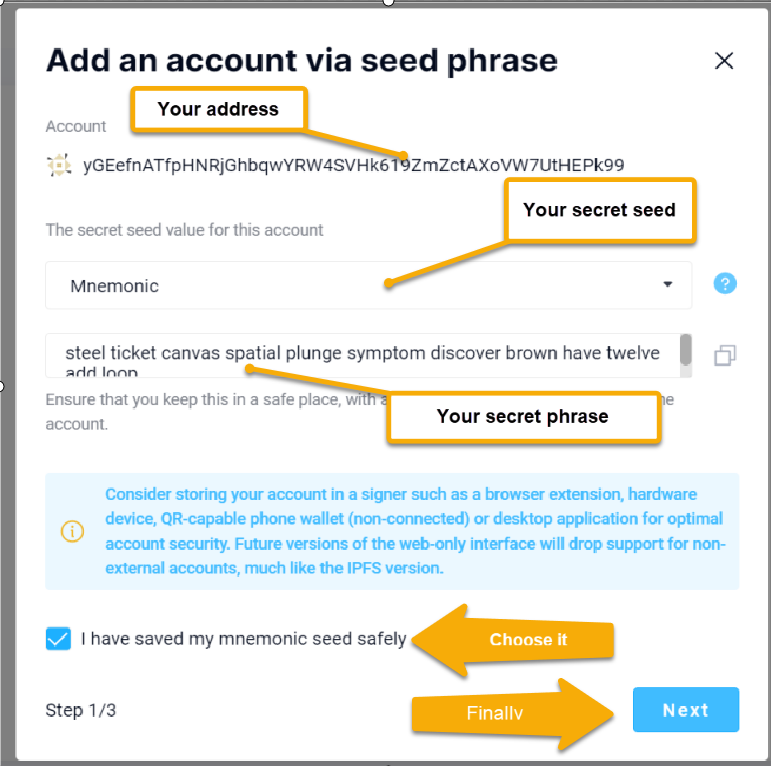 Add an account via seed phrase
Your address
Account
yGEefnATfpHNRjGhbqwYRW4SVHk619ZmZctAXoVW7UtHEPk99
Your secret seed
The secret seed value for this account
Mnemonic
?
steel ticket canvas spatial plunge symptom discover brown have twelve
add loop
Ensure that you keep this in a safe place, with
Your secret phrase
account.
Consider storing your account in a signer such as a browser extension, hardware
device, QR-capable phone wallet (non-connected) or desktop application for optimal
account security. Future versions of the web-only interface will drop support for non-
external accounts, much like the IPFS version.
I have saved my mnemonic seed safely
Choose it
Step 1/3
Finally
Next